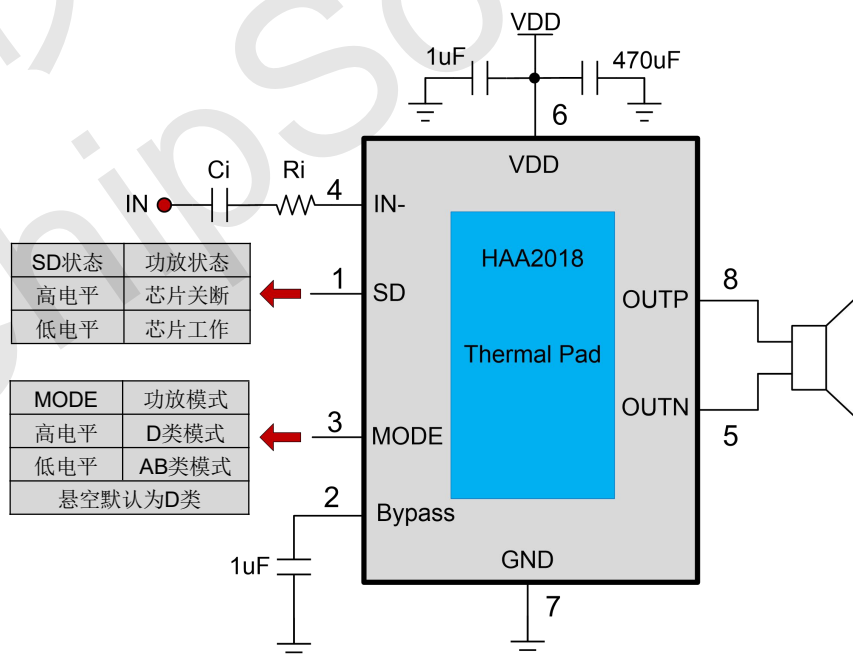 VDD
1uF
470uF
6
VDD
Ci
Ri
4
IN
IN-
HAA2018
SD状态 功放状态
高电平 芯片关断
低电平 芯片工作
1
SD
OUTP
8
Thermal Pad
MODE 功放模式
高电平 D类模式
低电平 AB类模式
悬空默认为D类
3
MODE
OUTN
5
2
Bypass
1uF
GND
7